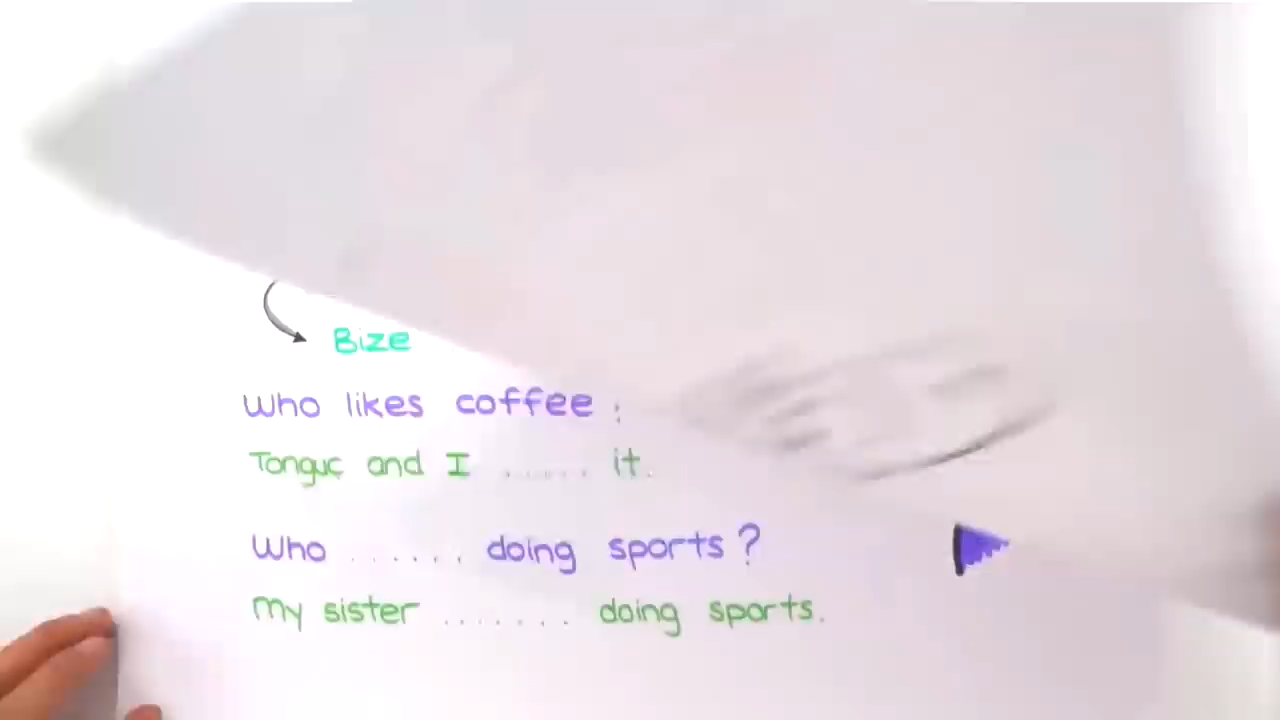 Bize
Who likes coffee :
Tonguç and I ...... it.
Who ...... doing sports?
My sister ....... doing sports.